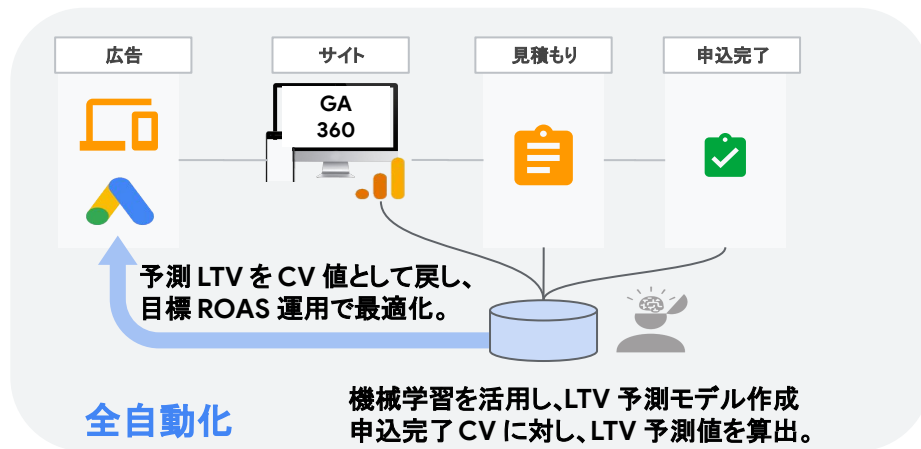 広告
サイト
見積もり
申込完了
GA
360
予測 LTV を CV 値として戻し、
目標 ROAS 運用で最適化。
全自動化
機械学習を活用し、LTV 予測モデル作成
申込完了 CV に対し、LTV 予測値を算出。